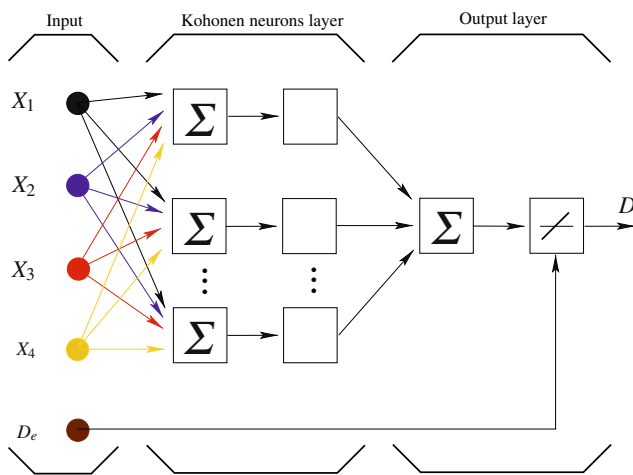 Input Kohonen neurons layer Output layer
X₁ Σ
X₂ Σ Σ D
X₃
⋮ ⋮
X₄ Σ
Dₑ